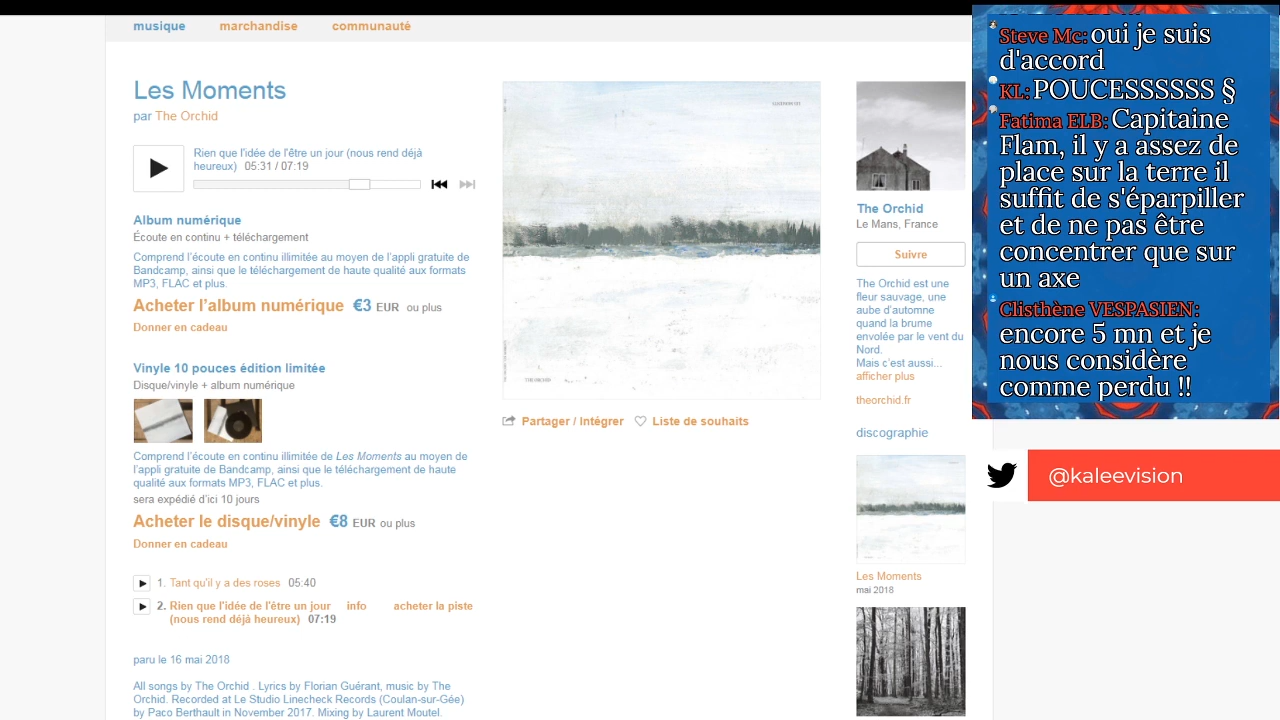 musique
marchandise
communauté
Les Moments
par The Orchid
Rien que l'idée de l'être un jour (nous rend déjà
heureux) 05:31 / 07:19
Album numérique
Écoute en continu + téléchargement
Comprend l’écoute en continu illimitée au moyen de l’appli gratuite de
Bandcamp, ainsi que le téléchargement de haute qualité aux formats
MP3, FLAC et plus.
Acheter l’album numérique €3 EUR ou plus
Donner en cadeau
Vinyle 10 pouces édition limitée
Disque/vinyle + album numérique
Comprend l’écoute en continu illimitée de Les Moments au moyen de
l’appli gratuite de Bandcamp, ainsi que le téléchargement de haute
qualité aux formats MP3, FLAC et plus.
sera expédié d’ici 10 jours
Acheter le disque/vinyle €8 EUR ou plus
Donner en cadeau
1. Tant qu'il y a des roses 05:40
2. Rien que l'idée de l'être un jour info acheter la piste
(nous rend déjà heureux) 07:19
paru le 16 mai 2018
All songs by The Orchid . Lyrics by Florian Guérant, music by The
Orchid. Recorded at Le Studio Linecheck Records (Coulan-sur-Gée)
by Paco Berthault in November 2017. Mixing by Laurent Moutel.
THE ORCHID
Partager / Intégrer
Liste de souhaits
The Orchid
Le Mans, France
Suivre
The Orchid est une
fleur sauvage, une
aube d’automne
quand la brume
envolée par le vent du
Nord.
Mais c’est aussi...
afficher plus
theorchid.fr
discographie
Les Moments
mai 2018
Steve Mc: oui je suis
d'accord
KL: POUCESSSSSS §
Fatima ELB: Capitaine
Flam, il y a assez de
place sur la terre il
suffit de s'éparpiller
et de ne pas être
concentrer que sur
un axe
Clisthène VESPASIEN:
encore 5 mn et je
nous considère
comme perdu !!
@kaleevision